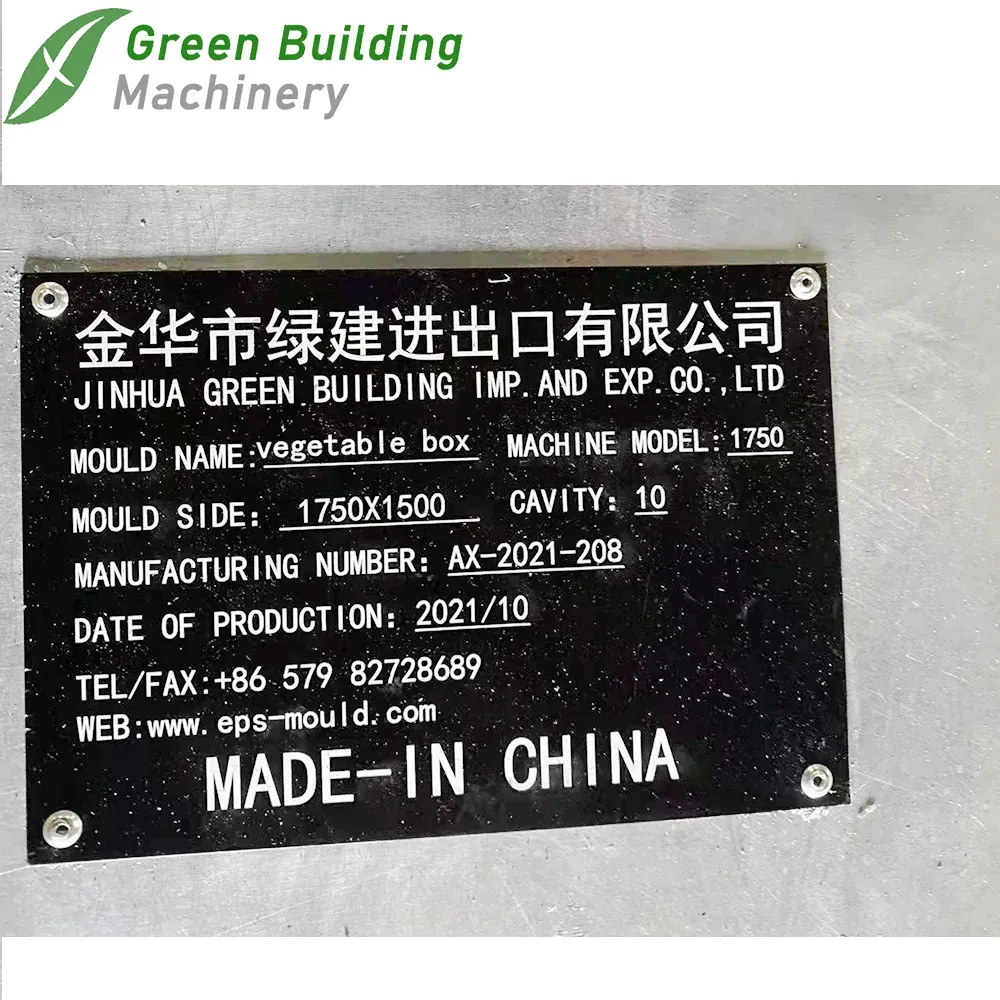 Green Building
Machinery
金华市绿建进出口有限公司
JINHUA GREEN BUILDING IMP.AND EXP.CO.,LTD
MOULD NAME:vegetable box MACHINE MODEL:1750
MOULD SIDE: 1750X1500 CAVITY: 10
MANUFACTURING NUMBER: AX-2021-208
DATE OF PRODUCTION: 2021/10
TEL/FAX:+86 579 82728689
WEB:www.eps-mould.com
MADE-IN CHINA